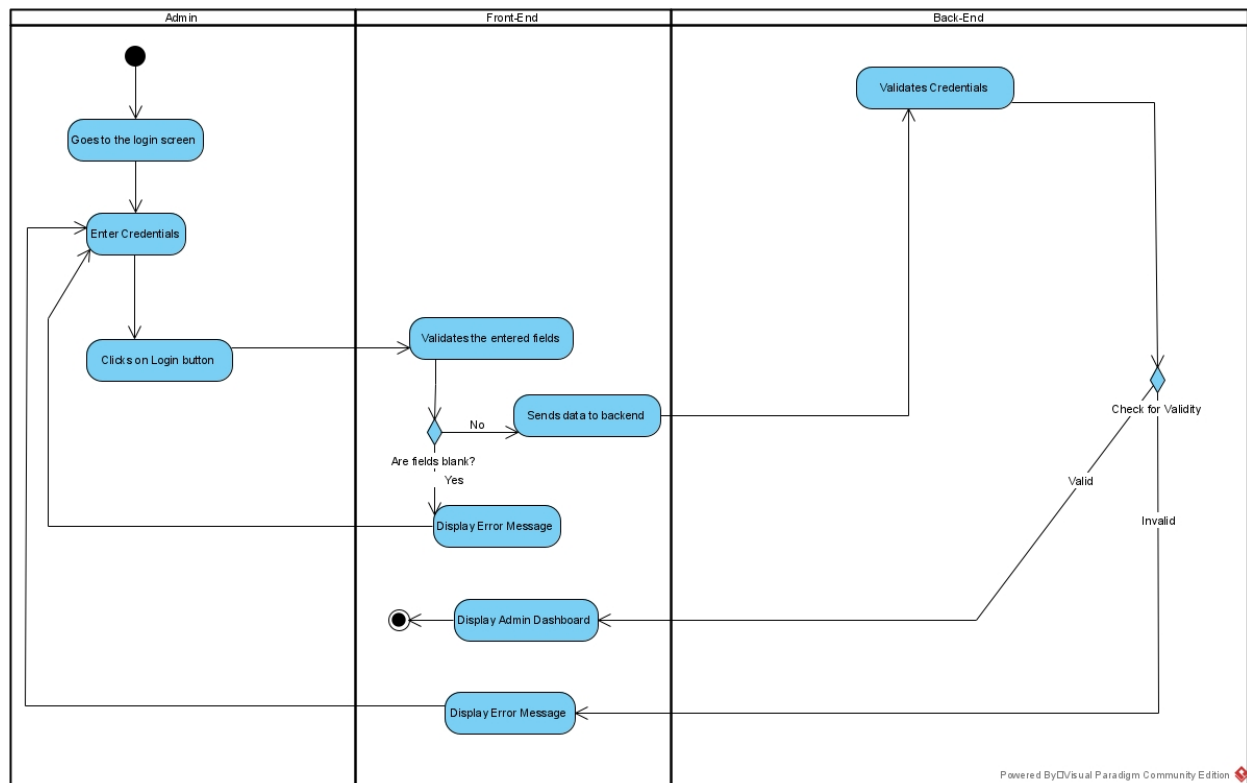 Admin
Front-End
Back-End
Validates Credentials
Goes to the login screen
Enter Credentials
Validates the entered fields
Clicks on Login button
Sends data to backend
No
Check for Validity
Are fields blank?
Yes
Valid
Display Error Message
Invalid
Display Admin Dashboard
Display Error Message
Powered By□Visual Paradigm Community Edition